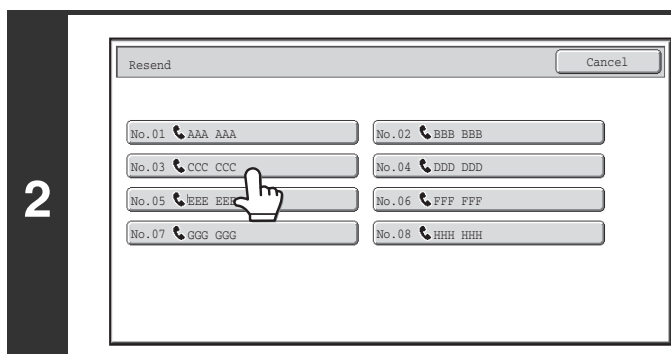 Resend Cancel
No.01 AAA AAA No.02 BBB BBB
No.03 CCC CCC No.04 DDD DDD
2
No.05 EEE EEE No.06 FFF FFF
No.07 GGG GGG No.08 HHH HHH